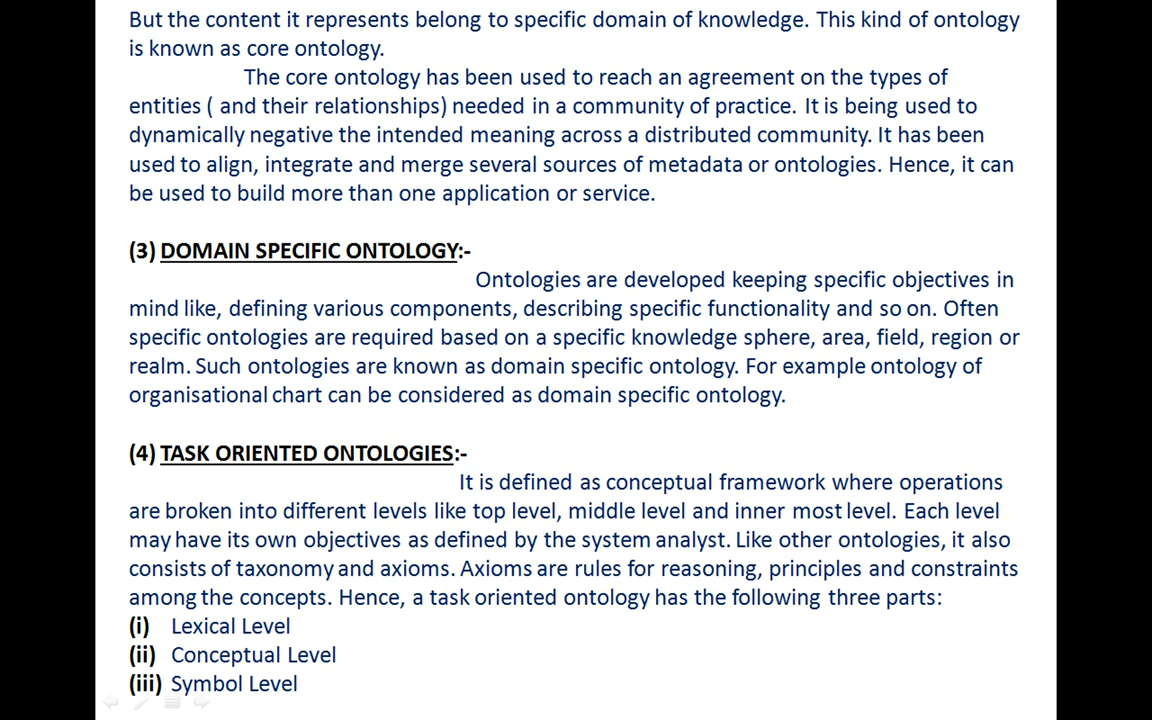 But the content it represents belong to specific domain of knowledge. This kind of ontology
is known as core ontology.
The core ontology has been used to reach an agreement on the types of
entities ( and their relationships) needed in a community of practice. It is being used to
dynamically negative the intended meaning across a distributed community. It has been
used to align, integrate and merge several sources of metadata or ontologies. Hence, it can
be used to build more than one application or service.
(3) DOMAIN SPECIFIC ONTOLOGY:-
Ontologies are developed keeping specific objectives in
mind like, defining various components, describing specific functionality and so on. Often
specific ontologies are required based on a specific knowledge sphere, area, field, region or
realm. Such ontologies are known as domain specific ontology. For example ontology of
organisational chart can be considered as domain specific ontology.
(4) TASK ORIENTED ONTOLOGIES:-
It is defined as conceptual framework where operations
are broken into different levels like top level, middle level and inner most level. Each level
may have its own objectives as defined by the system analyst. Like other ontologies, it also
consists of taxonomy and axioms. Axioms are rules for reasoning, principles and constraints
among the concepts. Hence, a task oriented ontology has the following three parts:
(i) Lexical Level
(ii) Conceptual Level
(iii) Symbol Level